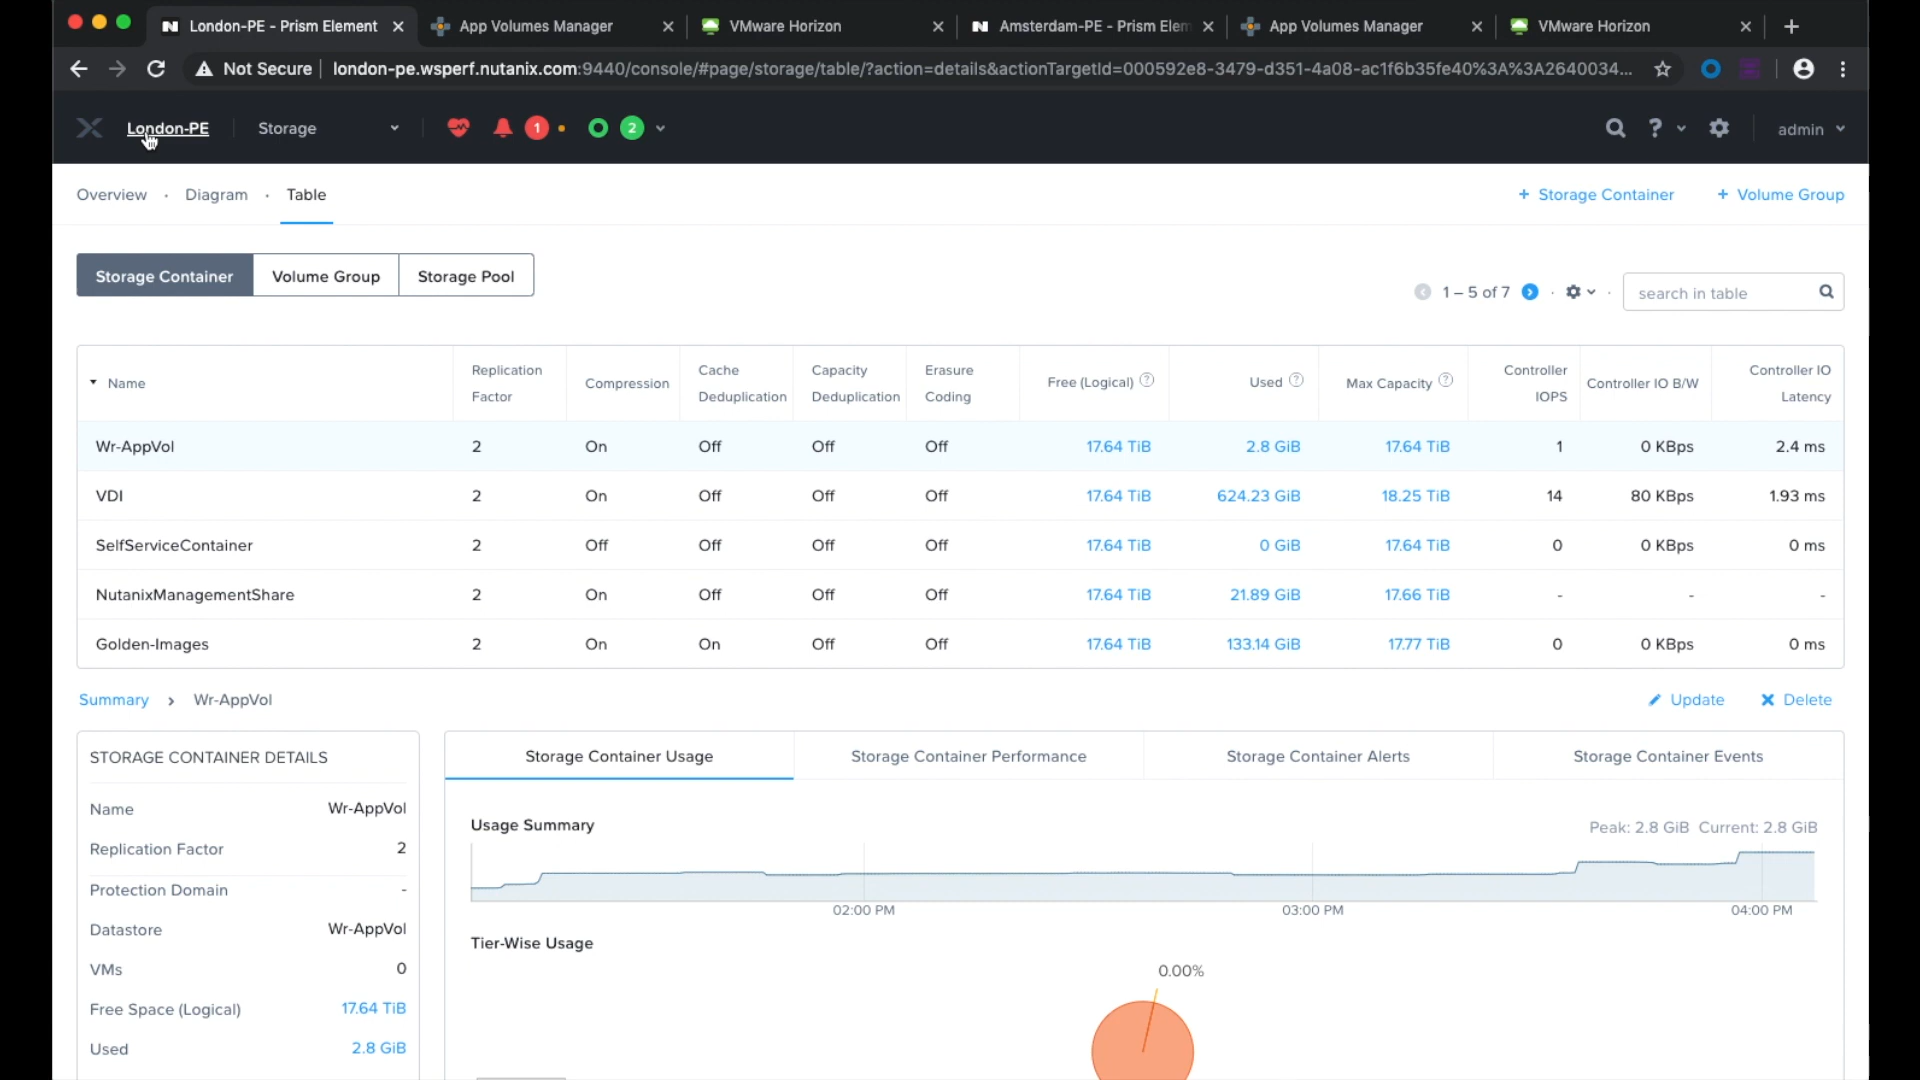 London-PE - Prism Element
App Volumes Manager
VMware Horizon
Amsterdam-PE - Prism Elem
App Volumes Manager
VMware Horizon
Not Secure
london-pe.wsperf.nutanix.com:9440/console/#page/storage/table/?action=details&actionTargetId=000592e8-3479-d351-4a08-ac1f6b35fe40%3A%3A2640034...
London-PE
Storage
1
2
?
admin
Overview · Diagram · Table
+ Storage Container
+ Volume Group
Storage Container
Volume Group
Storage Pool
1 – 5 of 7
search in table
Name
Replication Factor
Compression
Cache Deduplication
Capacity Deduplication
Erasure Coding
Free (Logical) ?
Used ?
Max Capacity ?
Controller IOPS
Controller IO B/W
Controller IO Latency
Wr-AppVol 2 On Off Off Off 17.64 TiB 2.8 GiB 17.64 TiB 1 0 KBps 2.4 ms
VDI 2 On Off Off Off 17.64 TiB 624.23 GiB 18.25 TiB 14 80 KBps 1.93 ms
SelfServiceContainer 2 Off Off Off Off 17.64 TiB 0 GiB 17.64 TiB 0 0 KBps 0 ms
NutanixManagementShare 2 On Off Off Off 17.64 TiB 21.89 GiB 17.66 TiB - - -
Golden-Images 2 On On Off Off 17.64 TiB 133.14 GiB 17.77 TiB 0 0 KBps 0 ms
Summary › Wr-AppVol
Update
Delete
STORAGE CONTAINER DETAILS
Name Wr-AppVol
Replication Factor 2
Protection Domain -
Datastore Wr-AppVol
VMs 0
Free Space (Logical) 17.64 TiB
Used 2.8 GiB
Storage Container Usage
Storage Container Performance
Storage Container Alerts
Storage Container Events
Usage Summary
Peak: 2.8 GiB Current: 2.8 GiB
02:00 PM
03:00 PM
04:00 PM
Tier-Wise Usage
0.00%